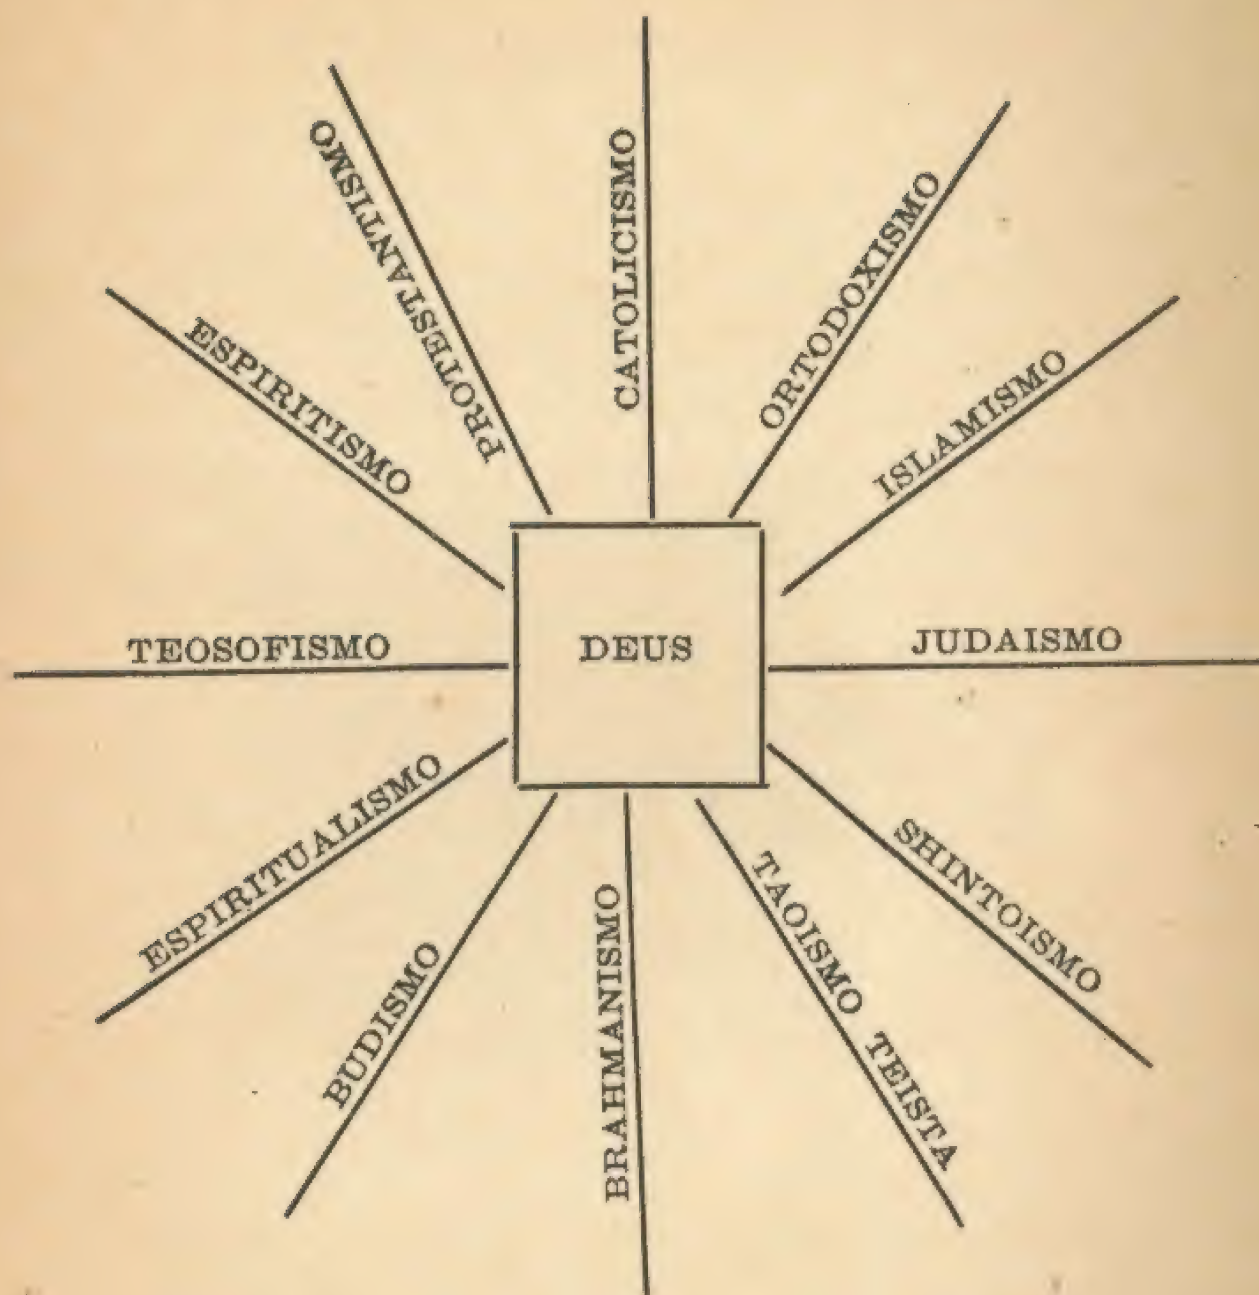 CATOLICISMO
ORTODOXISMO
ISLAMISMO
JUDAISMO
SHINTOISMO
TAOISMO TEISTA
BRAHMANISMO
BUDISMO
ESPIRITUALISMO
TEOSOFISMO
ESPIRITISMO
PROTESTANTISMO
DEUS